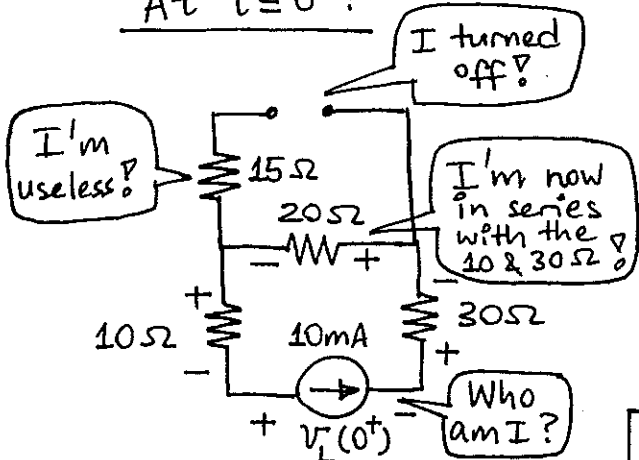 At t=0⁺:
I turned
off!
I'm
useless!
15Ω
20Ω
- +
I'm now
in series
with the
10 & 30Ω!
+
10Ω
-
10mA
-
30Ω
+
+ v_L(0⁺) -
Who
am I?